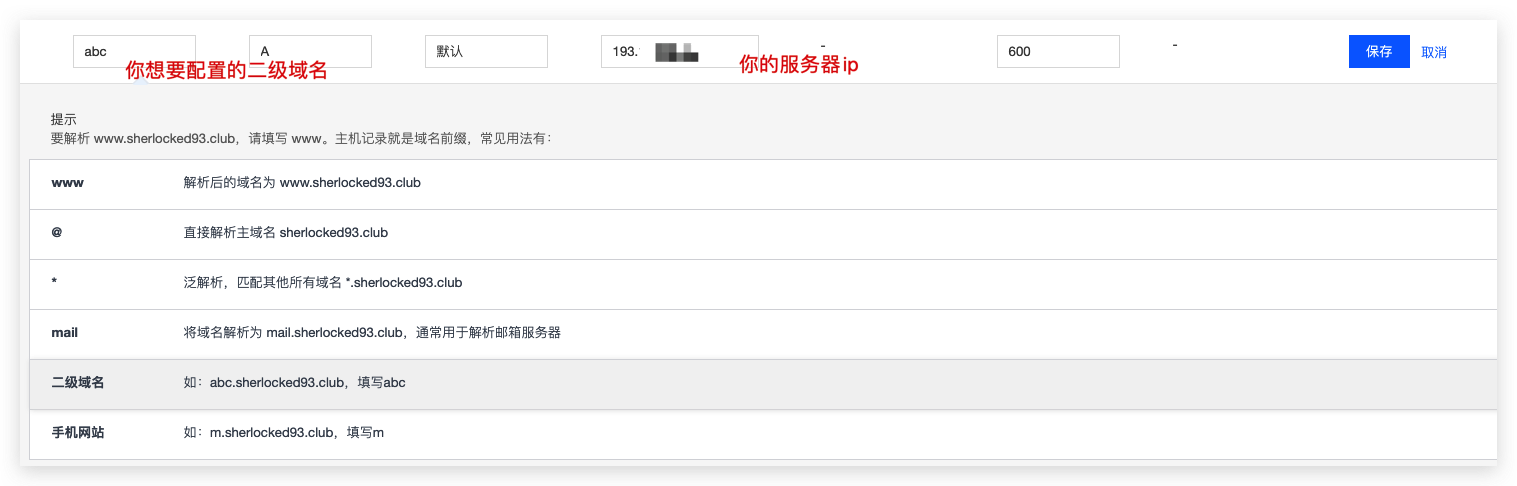 abc A 默认 193. - 600 - 保存 取消
你想要配置的二级域名 你的服务器ip
提示
要解析 www.sherlocked93.club，请填写 www。主机记录就是域名前缀，常见用法有：
www 解析后的域名为 www.sherlocked93.club
@ 直接解析主域名 sherlocked93.club
* 泛解析，匹配其他所有域名 *.sherlocked93.club
mail 将域名解析为 mail.sherlocked93.club，通常用于解析邮箱服务器
二级域名 如：abc.sherlocked93.club，填写abc
手机网站 如：m.sherlocked93.club，填写m